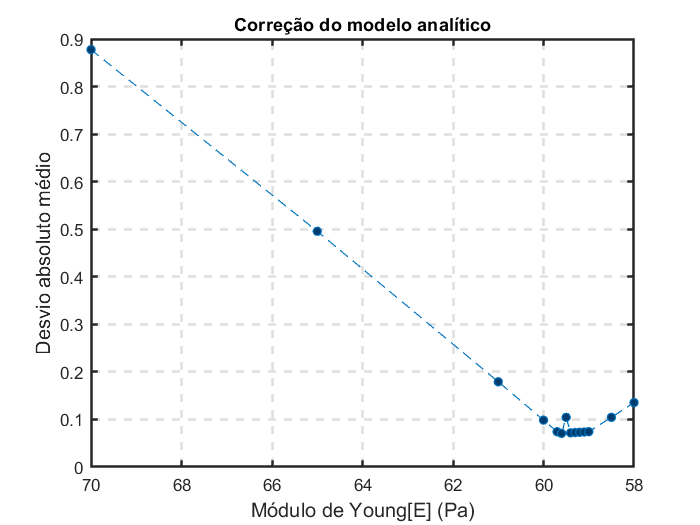 Correção do modelo analítico
Desvio absoluto médio
0.9
0.8
0.7
0.6
0.5
0.4
0.3
0.2
0.1
0
70 68 66 64 62 60 58
Módulo de Young[E] (Pa)